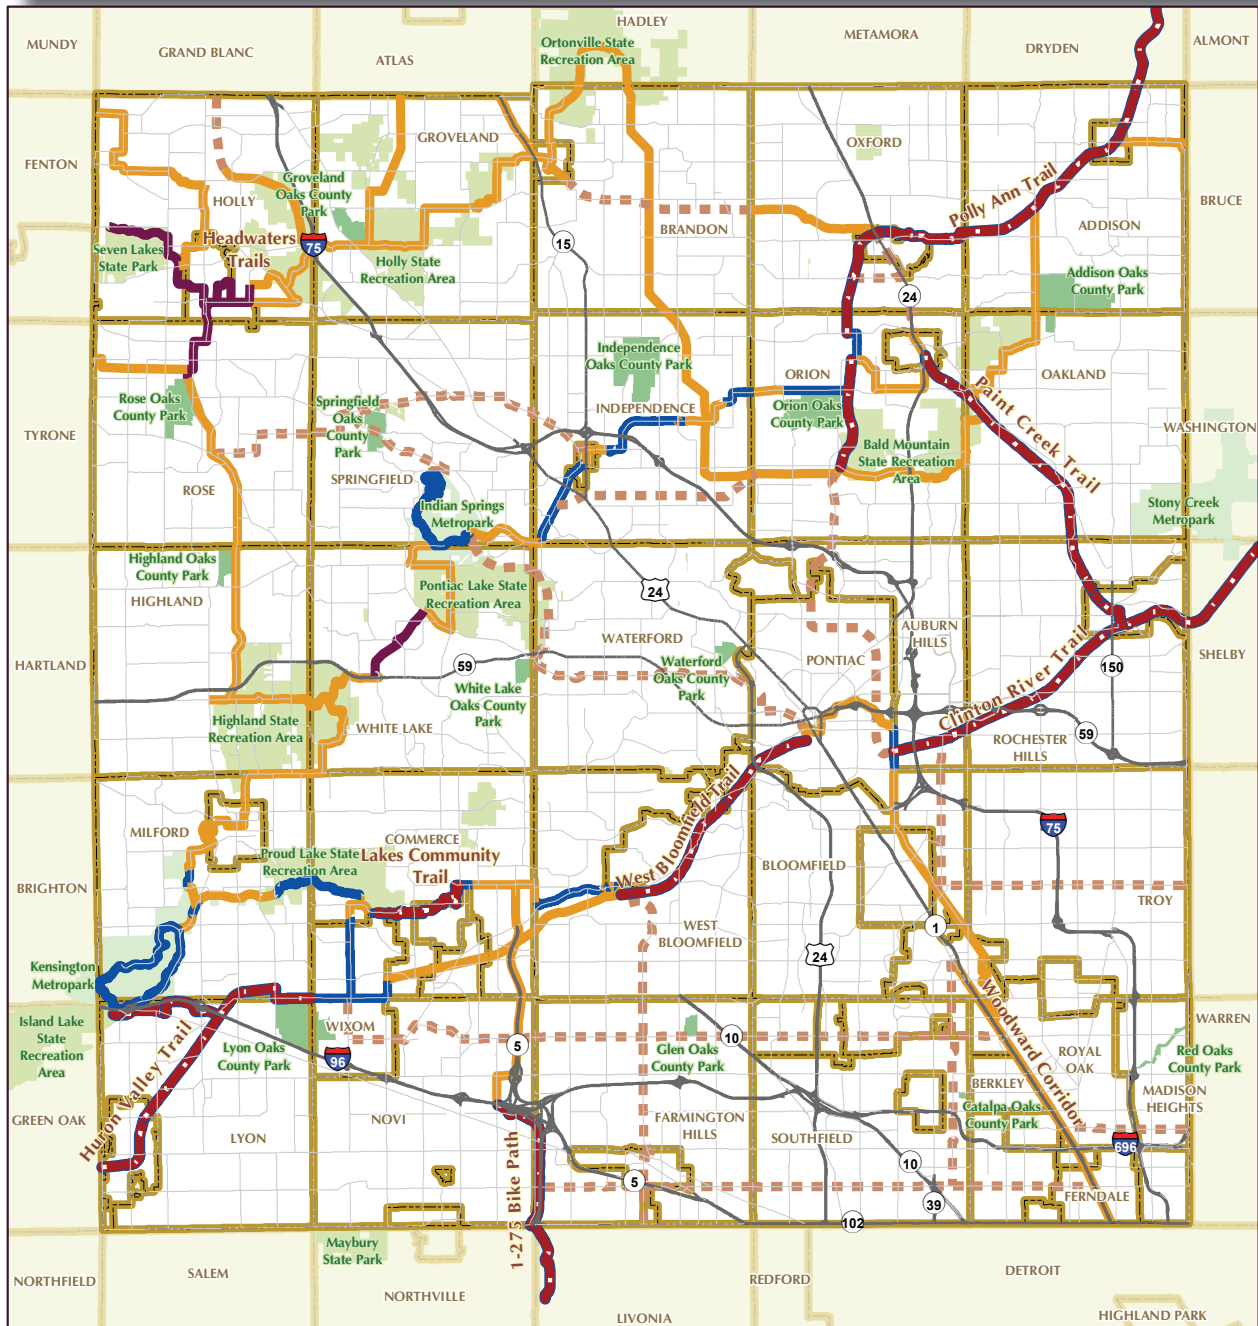 HADLEY
METAMORA
MUNDY
GRAND BLANC
ATLAS
Ortonville State
Recreation Area
DRYDEN
ALMONT
FENTON
GROVELAND
OXFORD
Groveland
Oaks County
Park
HOLLY
Polly Ann Trail
BRUCE
Headwaters
Trails
75
15
BRANDON
ADDISON
Seven Lakes
State Park
Holly State
Recreation Area
Addison Oaks
County Park
24
Independence
Oaks County Park
ORION
OAKLAND
Rose Oaks
County Park
Springfield
Oaks
County
Park
INDEPENDENCE
Orion Oaks
County Park
Paint Creek Trail
TYRONE
WASHINGTON
Bald Mountain
State Recreation
Area
ROSE
SPRINGFIELD
Indian Springs
Metropark
Stony Creek
Metropark
Highland Oaks
County Park
HIGHLAND
Pontiac Lake State
Recreation Area
24
WATERFORD
AUBURN
HILLS
HARTLAND
59
Waterford
Oaks County
Park
PONTIAC
Clinton River Trail
150
SHELBY
White Lake
Oaks County
Park
Highland State
Recreation Area
WHITE LAKE
ROCHESTER
HILLS
59
West Bloomfield Trail
MILFORD
COMMERCE
75
Proud Lake State
Recreation Area
Lakes Community
Trail
BLOOMFIELD
BRIGHTON
TROY
WEST
BLOOMFIELD
1
24
Kensington
Metropark
Woodward Corridor
Island Lake
State
Recreation
Area
Huron Valley Trail
WIXOM
Lyon Oaks
County Park
96
5
10
Glen Oaks
County Park
WARREN
ROYAL
OAK
Red Oaks
County Park
BERKLEY
MADISON
HEIGHTS
Catalpa Oaks
County Park
GREEN OAK
LYON
NOVI
1-275 Bike Path
FARMINGTON
HILLS
SOUTHFIELD
696
10
5
39
FERNDALE
102
Maybury
State Park
NORTHFIELD
SALEM
NORTHVILLE
REDFORD
DETROIT
LIVONIA
HIGHLAND PARK